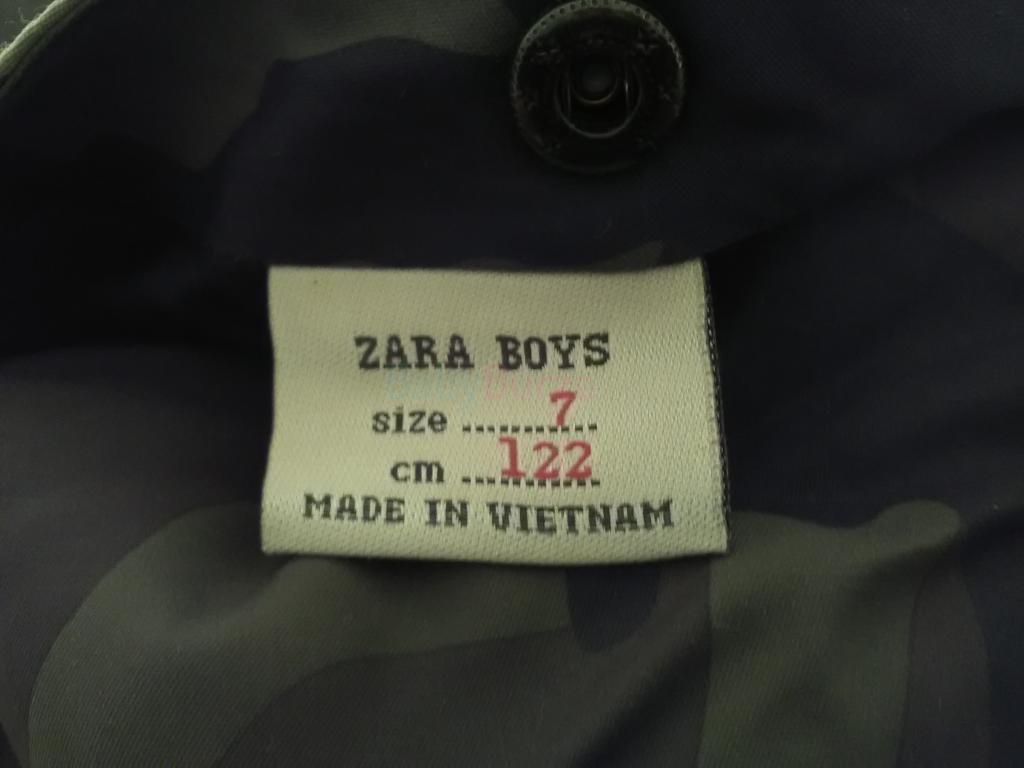 ZARA BOYS
size ..........7...
cm ...122
MADE IN VIETNAM